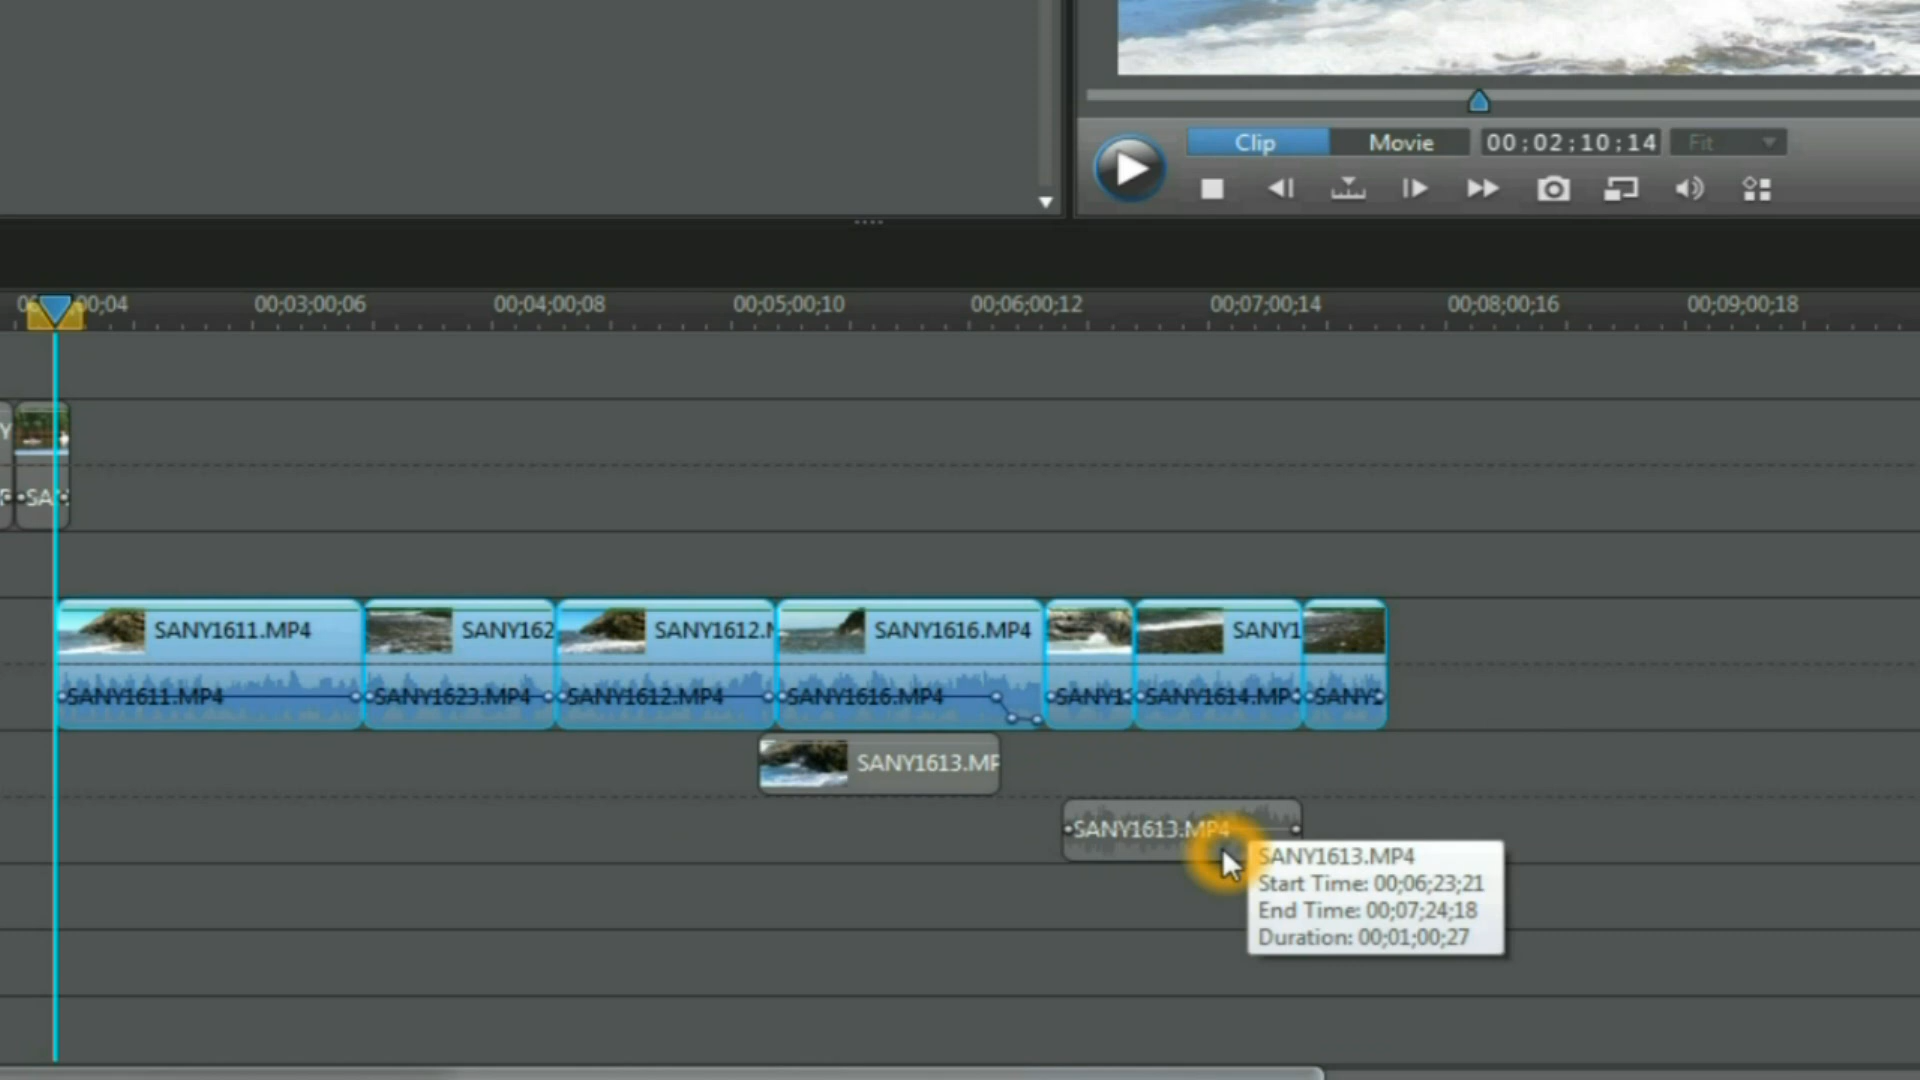 Clip Movie 00;02;10;14 Fit
00;04 00;03;00;06 00;04;00;08 00;05;00;10 00;06;00;12 00;07;00;14 00;08;00;16 00;09;00;18
Y
SA
SANY1611.MP4 SANY162 SANY1612.M SANY1616.MP4 SANY1
SANY1611.MP4 SANY1623.MP4 SANY1612.MP4 SANY1616.MP4 SANY1 SANY1614.MP4 SANY
SANY1613.MP
SANY1613.MP4
SANY1613.MP4
Start Time: 00;06;23;21
End Time: 00;07;24;18
Duration: 00;01;00;27